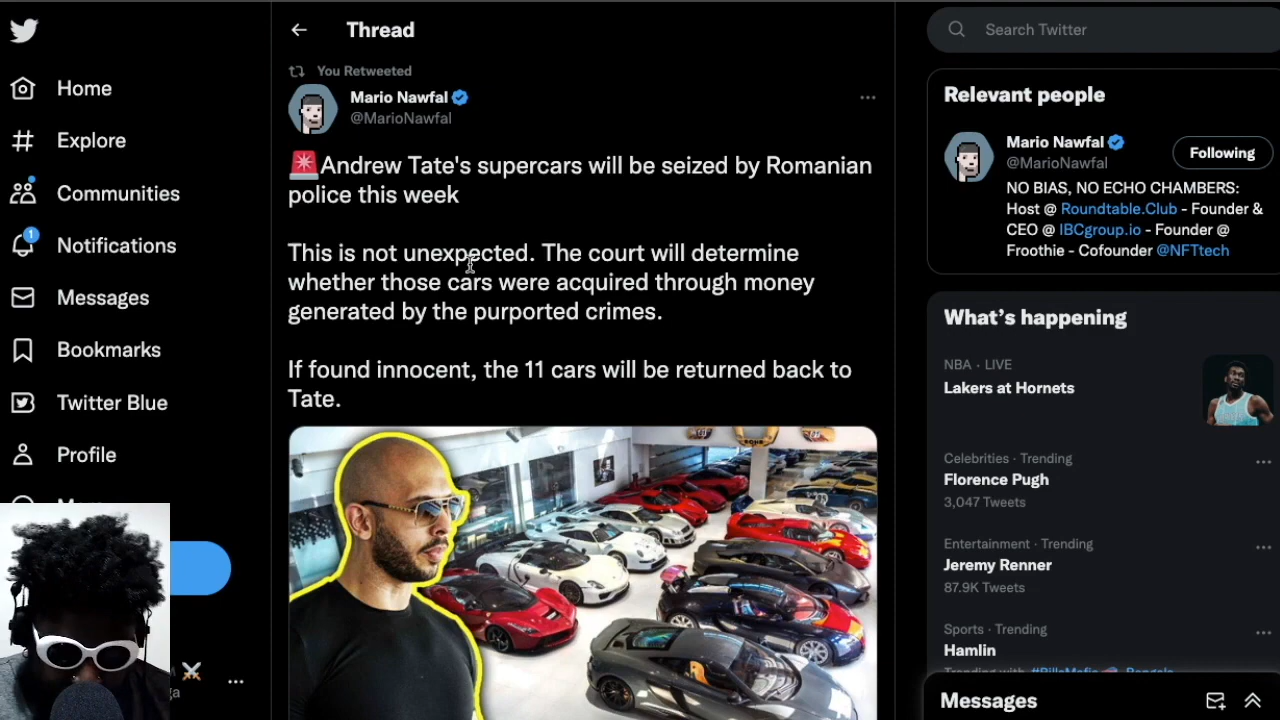 Home
Explore
Communities
1
Notifications
Messages
Bookmarks
Twitter Blue
Profile
Thread
You Retweeted
Mario Nawfal
@MarioNawfal
🚨Andrew Tate's supercars will be seized by Romanian
police this week
This is not unexpected. The court will determine
whether those cars were acquired through money
generated by the purported crimes.
If found innocent, the 11 cars will be returned back to
Tate.
Search Twitter
Relevant people
Mario Nawfal
@MarioNawfal
Following
NO BIAS, NO ECHO CHAMBERS:
Host @ Roundtable.Club - Founder &
CEO @ IBCgroup.io - Founder @
Froothie - Cofounder @NFTtech
What's happening
NBA · LIVE
Lakers at Hornets
Celebrities · Trending
Florence Pugh
3,047 Tweets
Entertainment · Trending
Jeremy Renner
87.9K Tweets
Sports · Trending
Hamlin
Trending with #BillsMafia Bengals
Messages